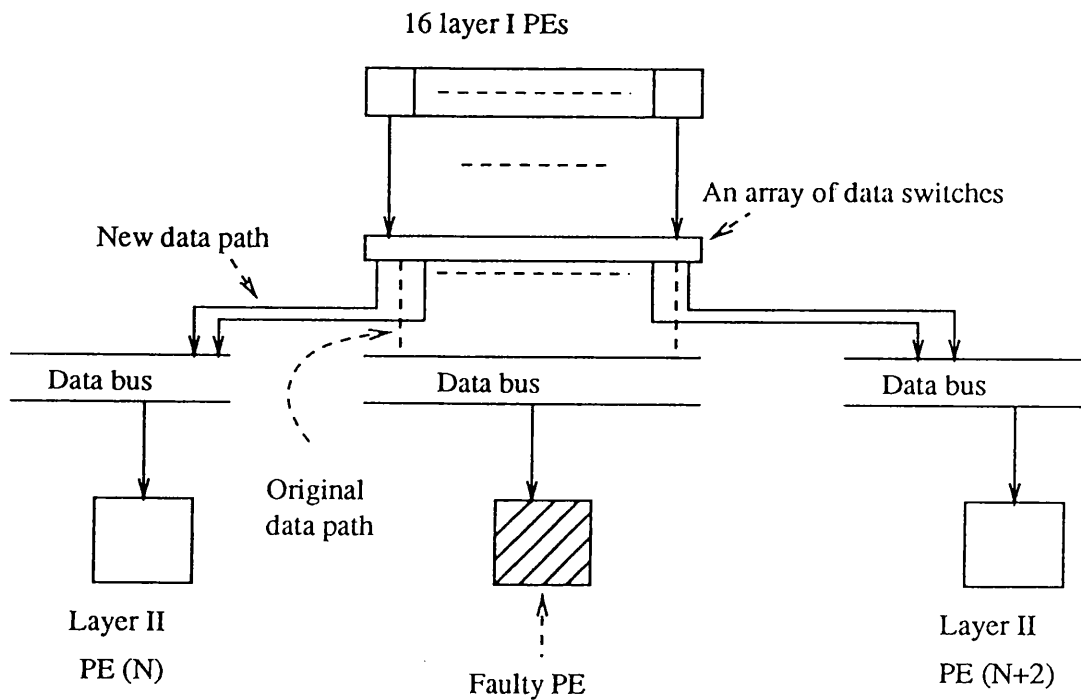 16 layer I PEs
An array of data switches
New data path
Data bus
Data bus
Data bus
Original
data path
Layer II
PE (N)
Faulty PE
Layer II
PE (N+2)